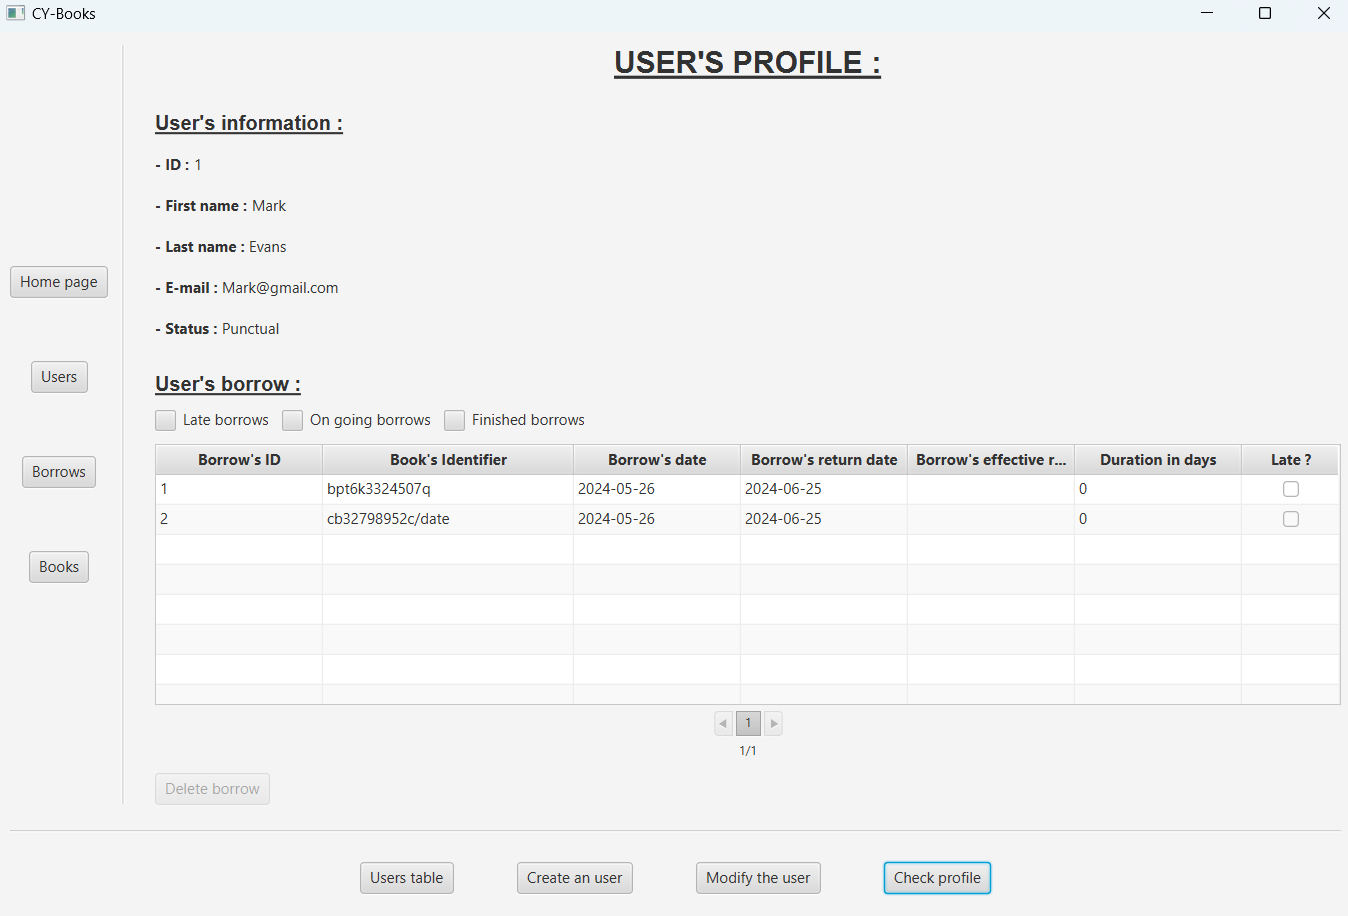 CY-Books
USER'S PROFILE :
User's information :
- ID : 1
- First name : Mark
- Last name : Evans
- E-mail : Mark@gmail.com
- Status : Punctual
Home page
Users
Borrows
Books
User's borrow :
Late borrows On going borrows Finished borrows
Borrow's ID Book's Identifier Borrow's date Borrow's return date Borrow's effective r... Duration in days Late ?
1 bpt6k3324507q 2024-05-26 2024-06-25 0
2 cb32798952c/date 2024-05-26 2024-06-25 0
1
1/1
Delete borrow
Users table Create an user Modify the user Check profile